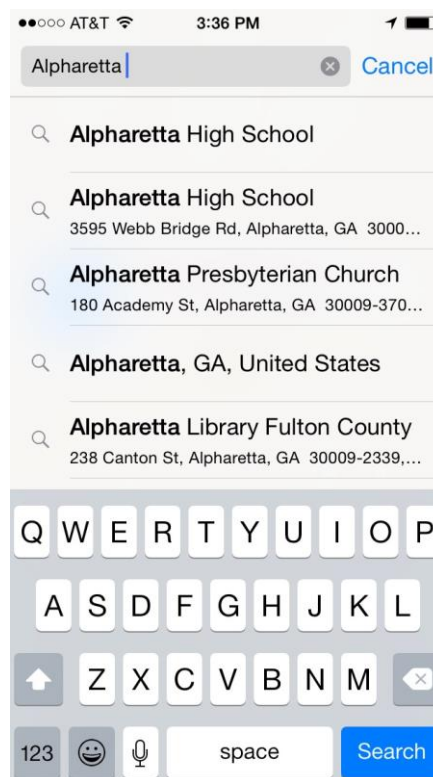 AT&T 3:36 PM
Alpharetta Cancel
Alpharetta High School
Alpharetta High School
3595 Webb Bridge Rd, Alpharetta, GA 3000...
Alpharetta Presbyterian Church
180 Academy St, Alpharetta, GA 30009-370...
Alpharetta, GA, United States
Alpharetta Library Fulton County
238 Canton St, Alpharetta, GA 30009-2339,...
Q W E R T Y U I O P
A S D F G H J K L
Z X C V B N M
123 space Search